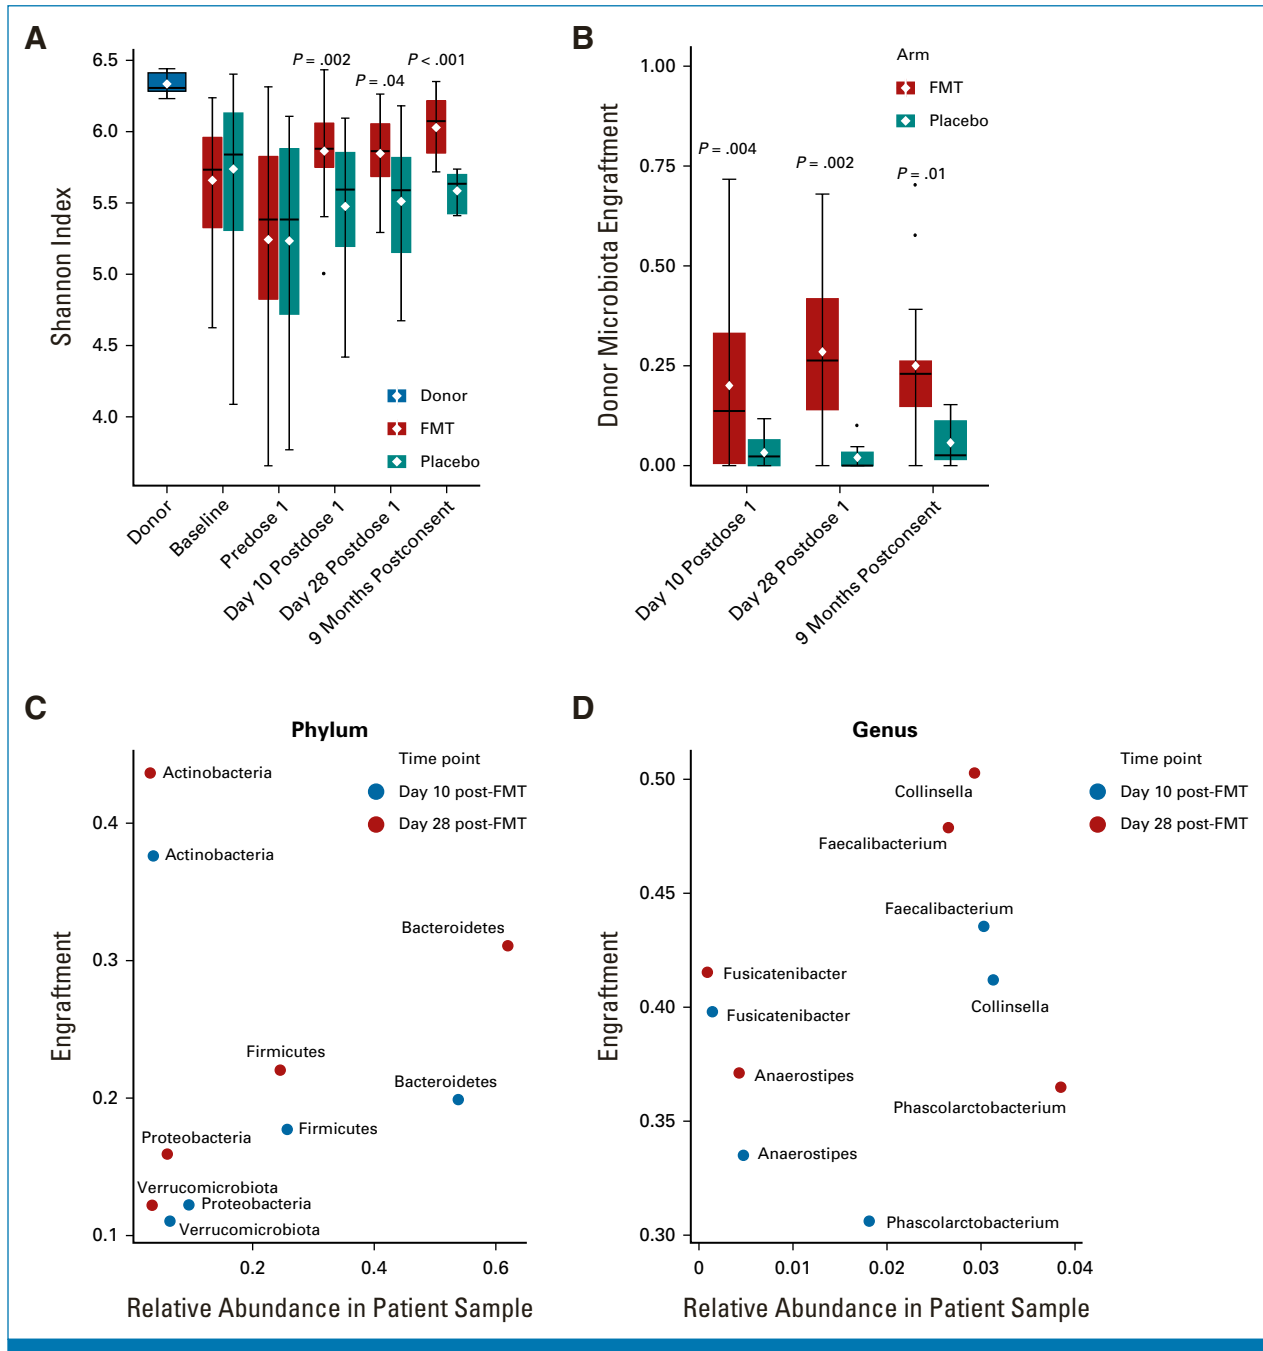 A
6.5
6.0
5.5
5.0
4.5
4.0
Shannon Index
P = .002
P = .04
P < .001
Donor
FMT
Placebo
Donor
Baseline
Predose 1
Day 10 Postdose 1
Day 28 Postdose 1
9 Months Postconsent
B
1.00
0.75
0.50
0.25
0.00
Donor Microbiota Engraftment
Arm
FMT
Placebo
P = .004
P = .002
P = .01
Day 10 Postdose 1
Day 28 Postdose 1
9 Months Postconsent
C
Phylum
Time point
Day 10 post-FMT
Day 28 post-FMT
0.4
0.3
0.2
0.1
Engraftment
Actinobacteria
Actinobacteria
Bacteroidetes
Firmicutes
Bacteroidetes
Firmicutes
Proteobacteria
Verrucomicrobiota
Proteobacteria
Verrucomicrobiota
0.2
0.4
0.6
Relative Abundance in Patient Sample
D
Genus
Time point
Day 10 post-FMT
Day 28 post-FMT
0.50
0.45
0.40
0.35
0.30
Engraftment
Collinsella
Faecalibacterium
Faecalibacterium
Fusicatenibacter
Collinsella
Fusicatenibacter
Anaerostipes
Phascolarctobacterium
Anaerostipes
Phascolarctobacterium
0
0.01
0.02
0.03
0.04
Relative Abundance in Patient Sample